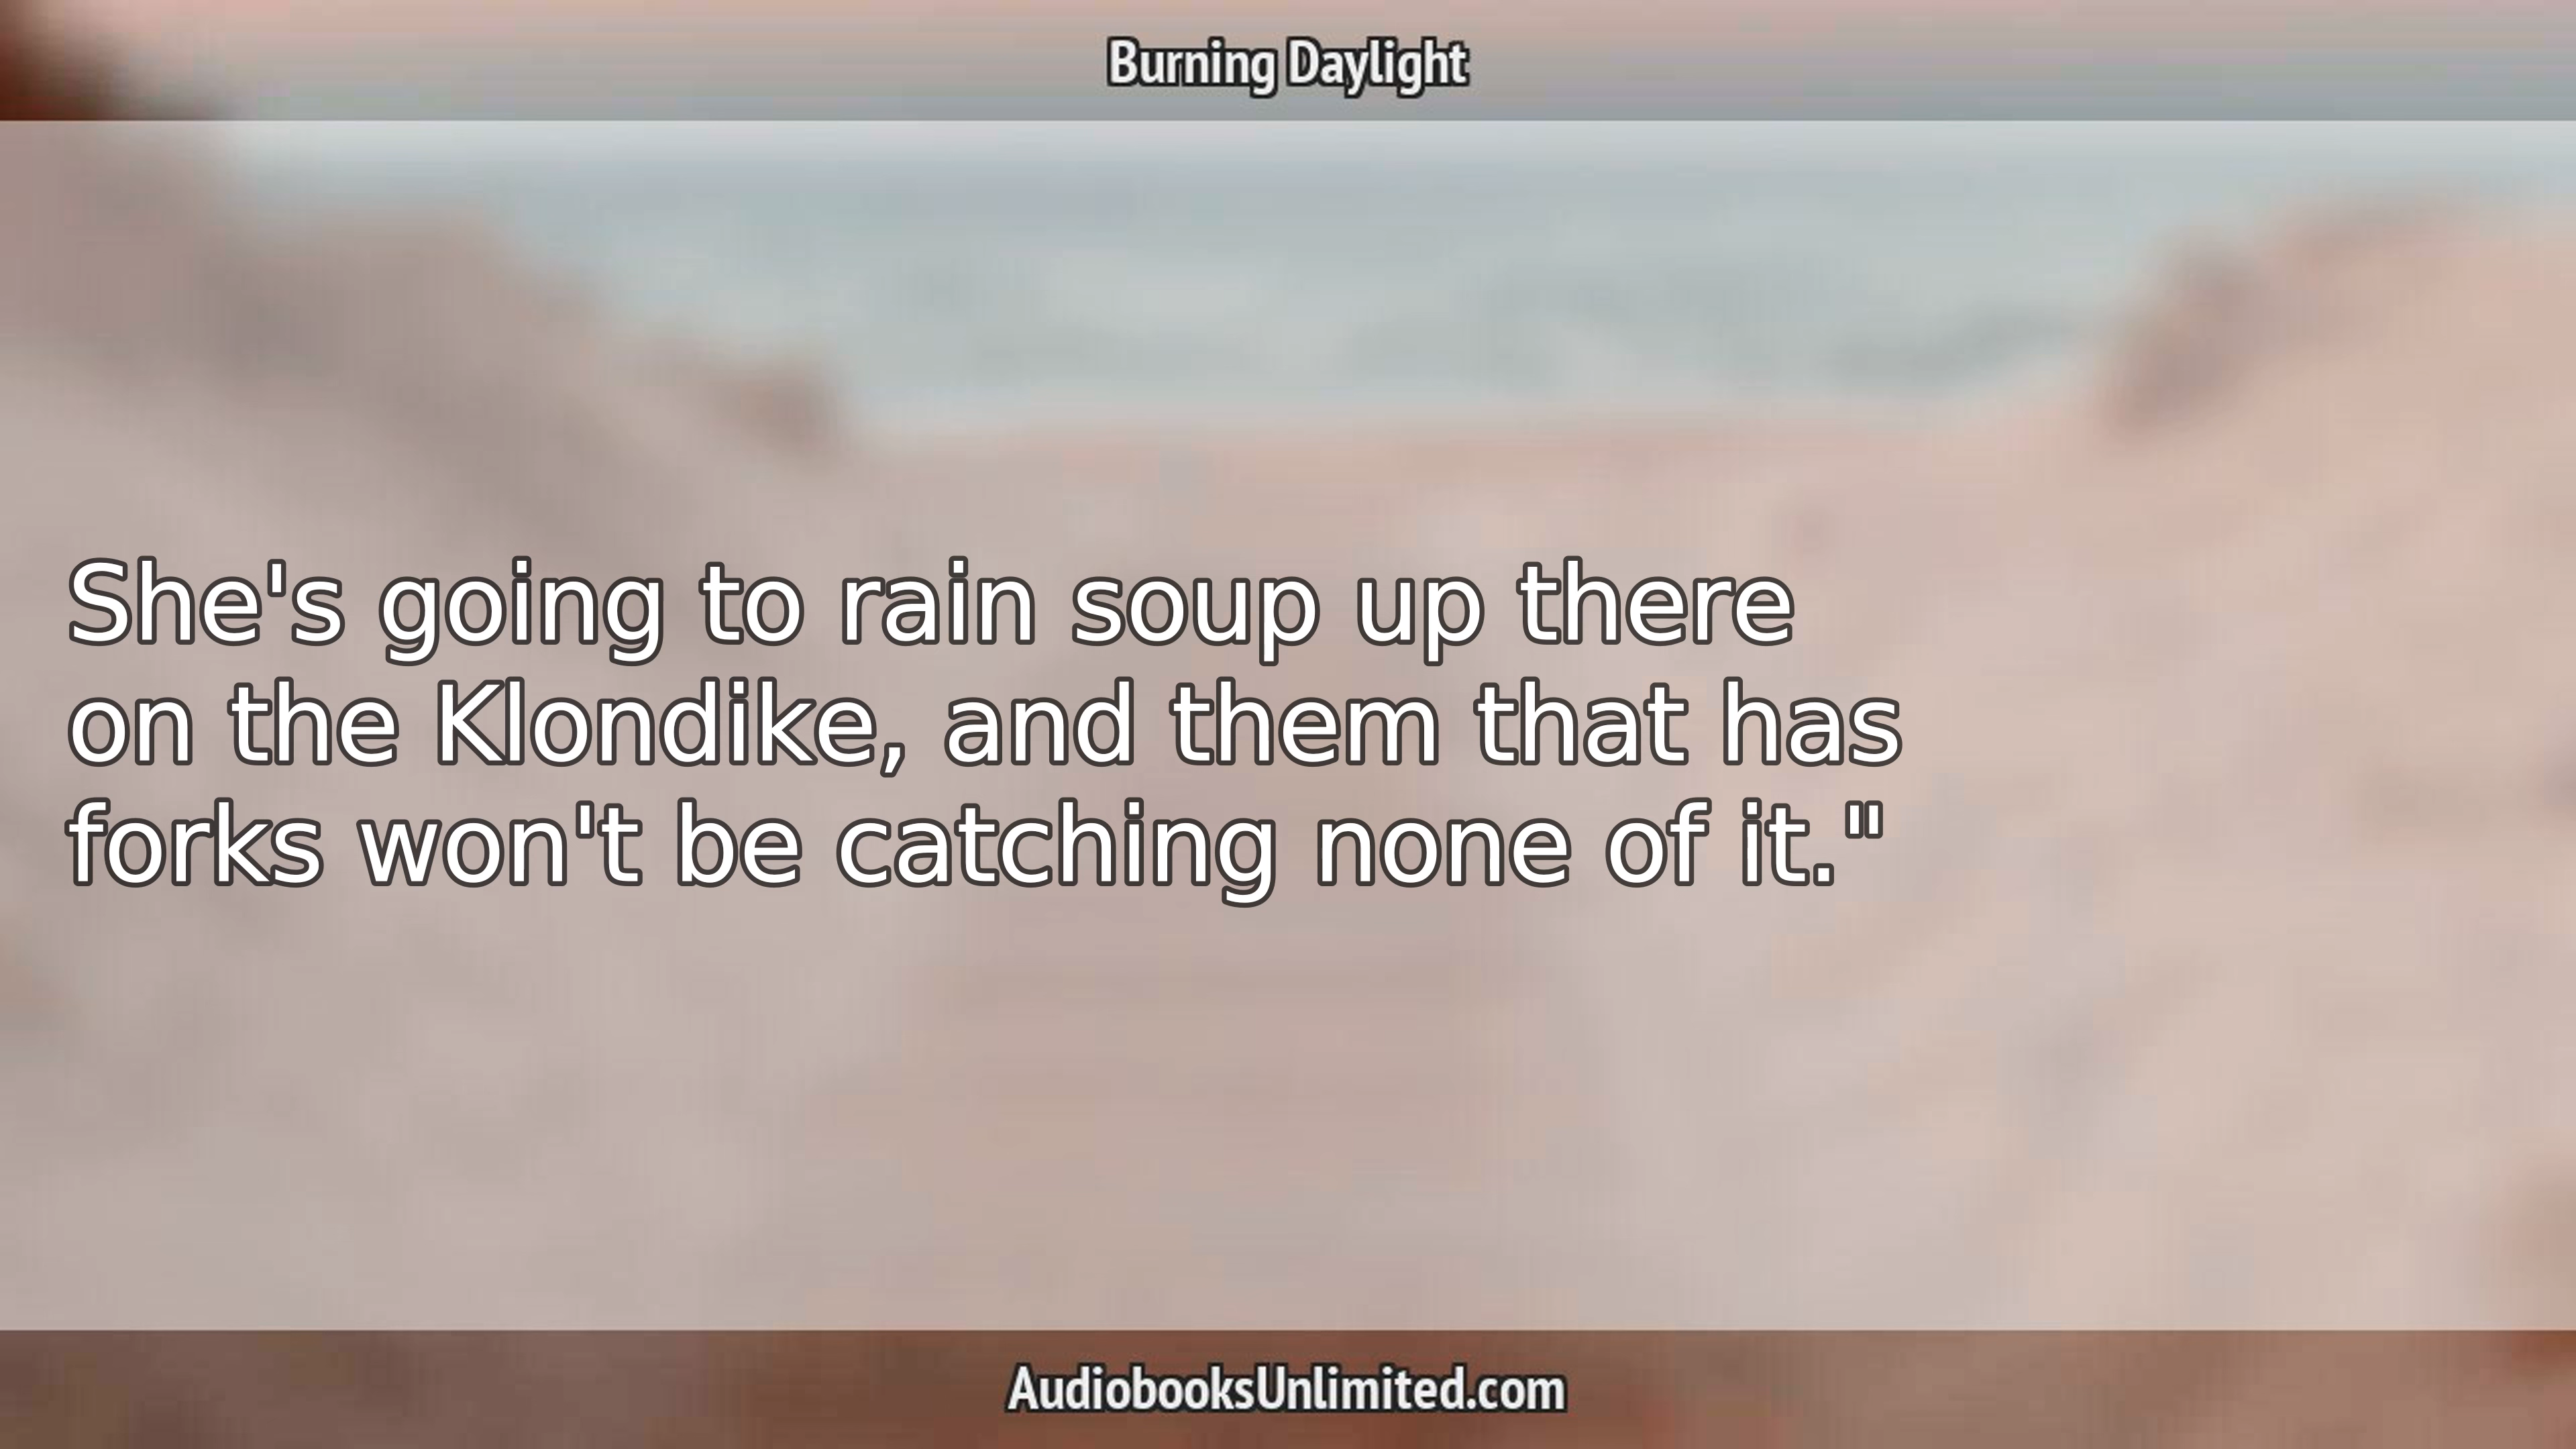 Burning Daylight
She's going to rain soup up there
on the Klondike, and them that has
forks won't be catching none of it."
AudiobooksUnlimited.com